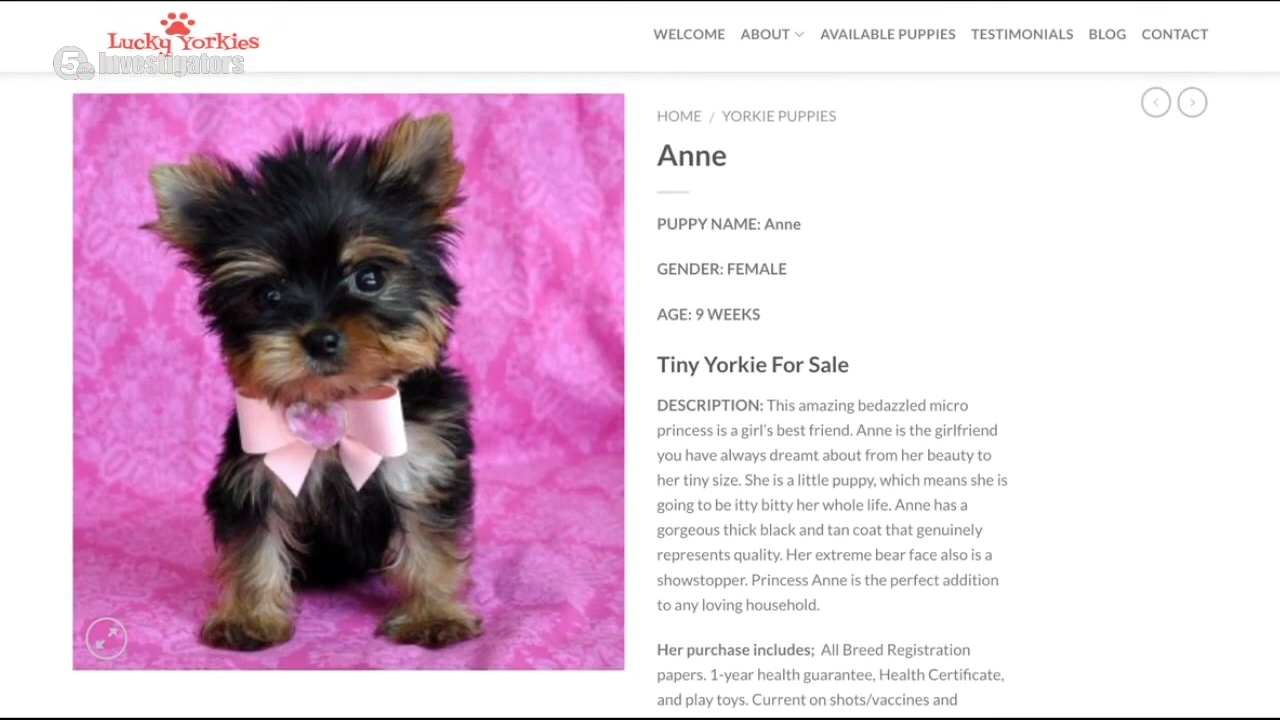 Lucky Yorkies
5 Investigators
WELCOME ABOUT AVAILABLE PUPPIES TESTIMONIALS BLOG CONTACT
HOME / YORKIE PUPPIES
Anne
PUPPY NAME: Anne
GENDER: FEMALE
AGE: 9 WEEKS
Tiny Yorkie For Sale
DESCRIPTION: This amazing bedazzled micro
princess is a girl's best friend. Anne is the girlfriend
you have always dreamt about from her beauty to
her tiny size. She is a little puppy, which means she is
going to be itty bitty her whole life. Anne has a
gorgeous thick black and tan coat that genuinely
represents quality. Her extreme bear face also is a
showstopper. Princess Anne is the perfect addition
to any loving household.
Her purchase includes; All Breed Registration
papers. 1-year health guarantee, Health Certificate,
and play toys. Current on shots/vaccines and